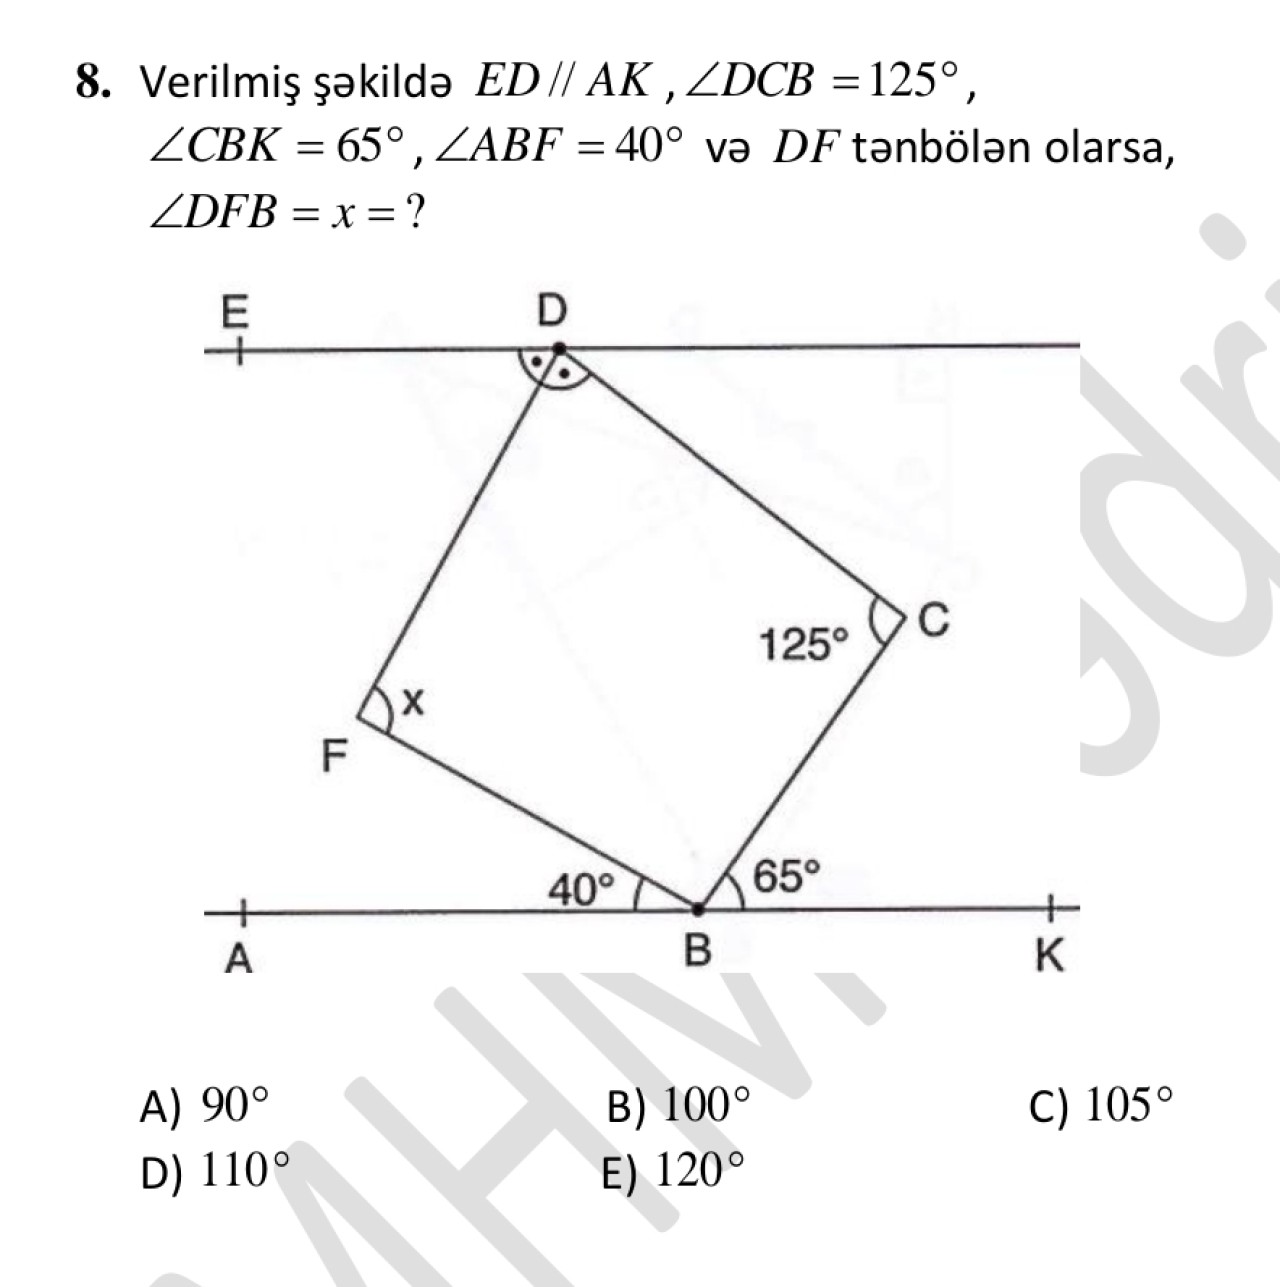 8. Verilmiş şəkildə ED // AK , ∠DCB = 125°,
∠CBK = 65°, ∠ABF = 40° və DF tənbölən olarsa,
∠DFB = x = ?
E D
125° C
x
F
40° 65°
A B K
A) 90° B) 100° C) 105°
D) 110° E) 120°